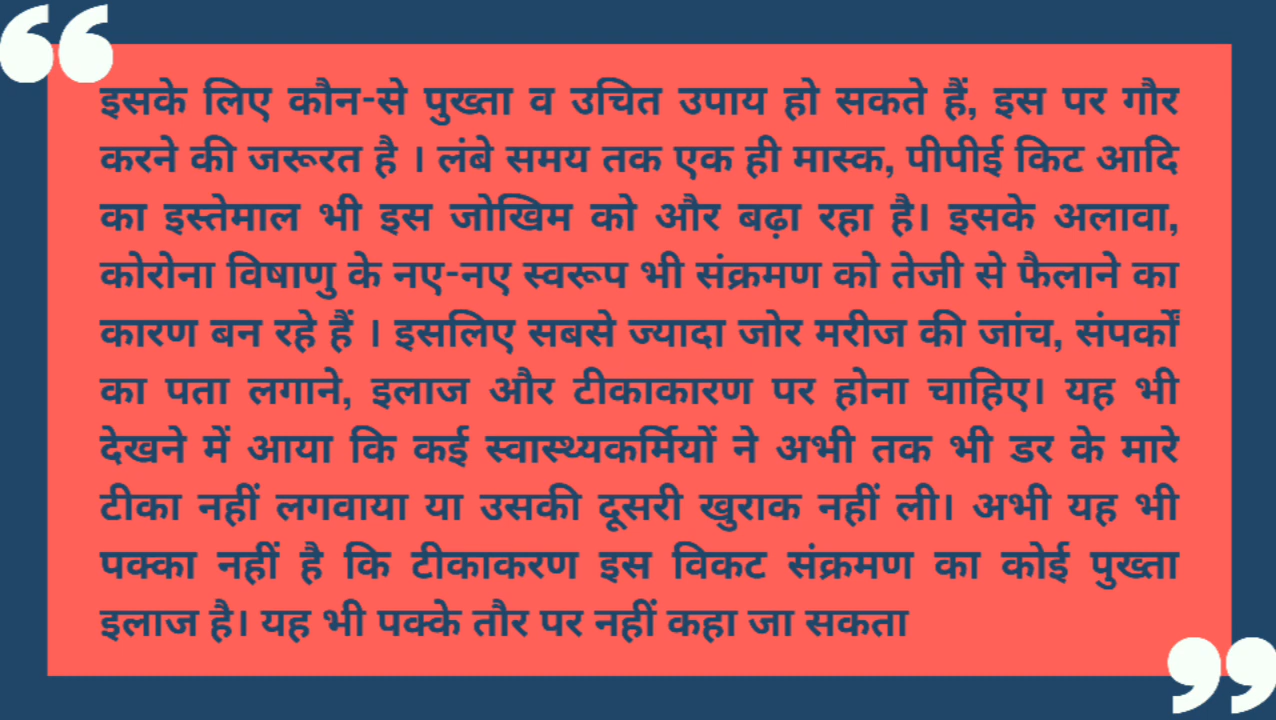 इसके लिए कौन-से पुख्ता व उचित उपाय हो सकते हैं, इस पर गौर
करने की जरूरत है । लंबे समय तक एक ही मास्क, पीपीई किट आदि
का इस्तेमाल भी इस जोखिम को और बढ़ा रहा है। इसके अलावा,
कोरोना विषाणु के नए-नए स्वरूप भी संक्रमण को तेजी से फैलाने का
कारण बन रहे हैं । इसलिए सबसे ज्यादा जोर मरीज की जांच, संपर्कों
का पता लगाने, इलाज और टीकाकारण पर होना चाहिए। यह भी
देखने में आया कि कई स्वास्थ्यकर्मियों ने अभी तक भी डर के मारे
टीका नहीं लगवाया या उसकी दूसरी खुराक नहीं ली। अभी यह भी
पक्का नहीं है कि टीकाकरण इस विकट संक्रमण का कोई पुख्ता
इलाज है। यह भी पक्के तौर पर नहीं कहा जा सकता